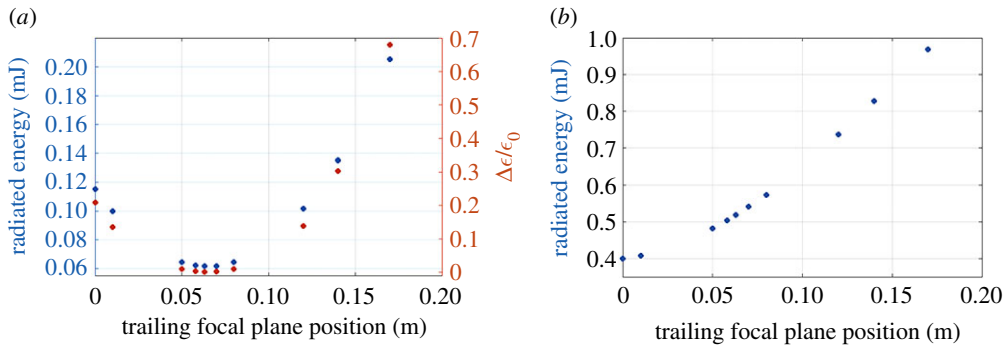 (a)
radiated energy (mJ)
0.20
0.18
0.16
0.14
0.12
0.10
0.08
0.06
0.7
0.6
0.5
0.4
0.3
0.2
0.1
0
Δϵ/ϵ0
0 0.05 0.10 0.15 0.20
trailing focal plane position (m)
(b)
radiated energy (mJ)
1.0
0.9
0.8
0.7
0.6
0.5
0.4
0 0.05 0.10 0.15 0.20
trailing focal plane position (m)